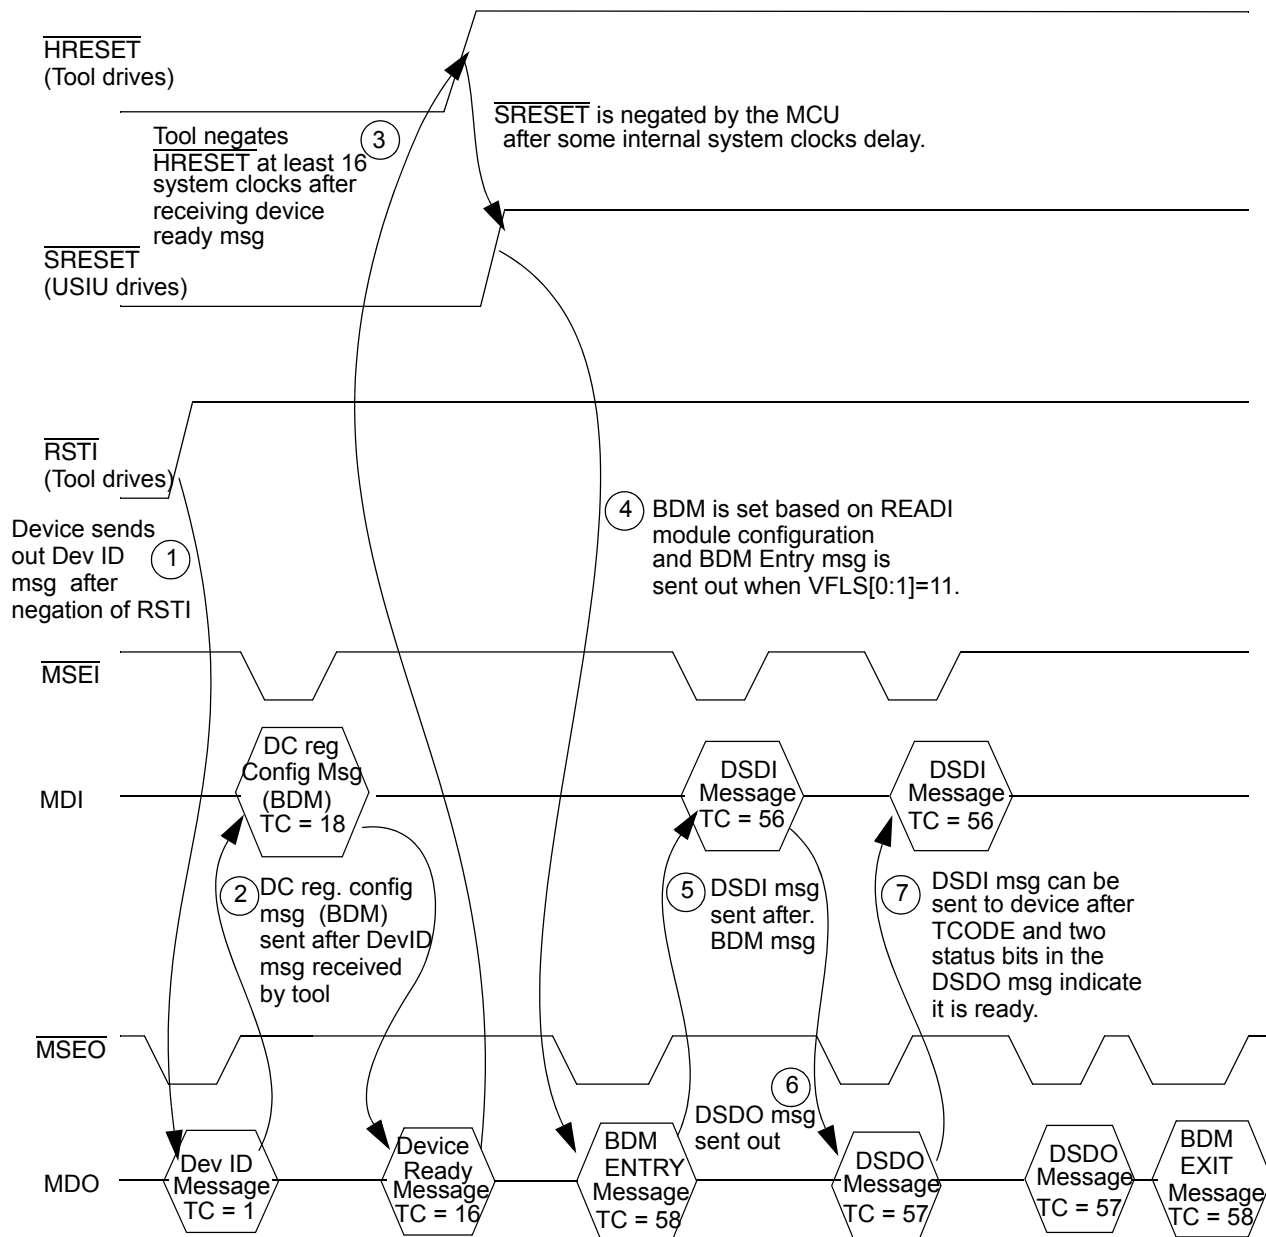 HRESET
(Tool drives)
Tool negates
HRESET at least 16
system clocks after
receiving device
ready msg
3
SRESET is negated by the MCU
after some internal system clocks delay.
SRESET
(USIU drives)
RSTI
(Tool drives)
Device sends
out Dev ID
msg after
negation of RSTI
1
4
BDM is set based on READI
module configuration
and BDM Entry msg is
sent out when VFLS[0:1]=11.
MSEI
MDI
DC reg
Config Msg
(BDM)
TC = 18
DSDI
Message
TC = 56
DSDI
Message
TC = 56
2
DC reg. config
msg (BDM)
sent after DevID
msg received
by tool
5
DSDI msg
sent after.
BDM msg
7
DSDI msg can be
sent to device after
TCODE and two
status bits in the
DSDO msg indicate
it is ready.
MSEO
6
DSDO msg
sent out
MDO
Dev ID
Message
TC = 1
Device
Ready
Message
TC = 16
BDM
ENTRY
Message
TC = 58
DSDO
Message
TC = 57
DSDO
Message
TC = 57
BDM
EXIT
Message
TC = 58